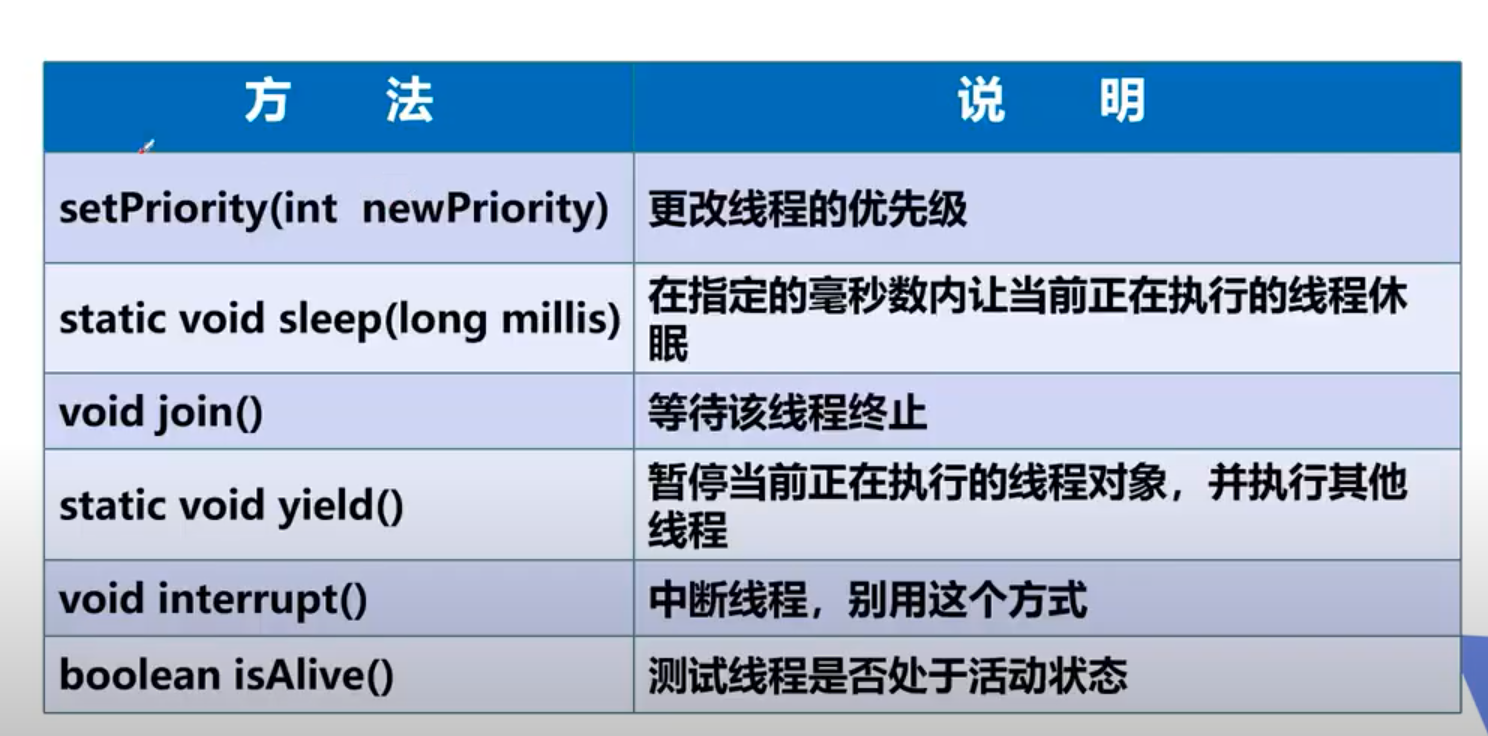 方 法
说 明
setPriority(int newPriority)
更改线程的优先级
static void sleep(long millis)
在指定的毫秒数内让当前正在执行的线程休
眠
void join()
等待该线程终止
static void yield()
暂停当前正在执行的线程对象，并执行其他
线程
void interrupt()
中断线程，别用这个方式
boolean isAlive()
测试线程是否处于活动状态